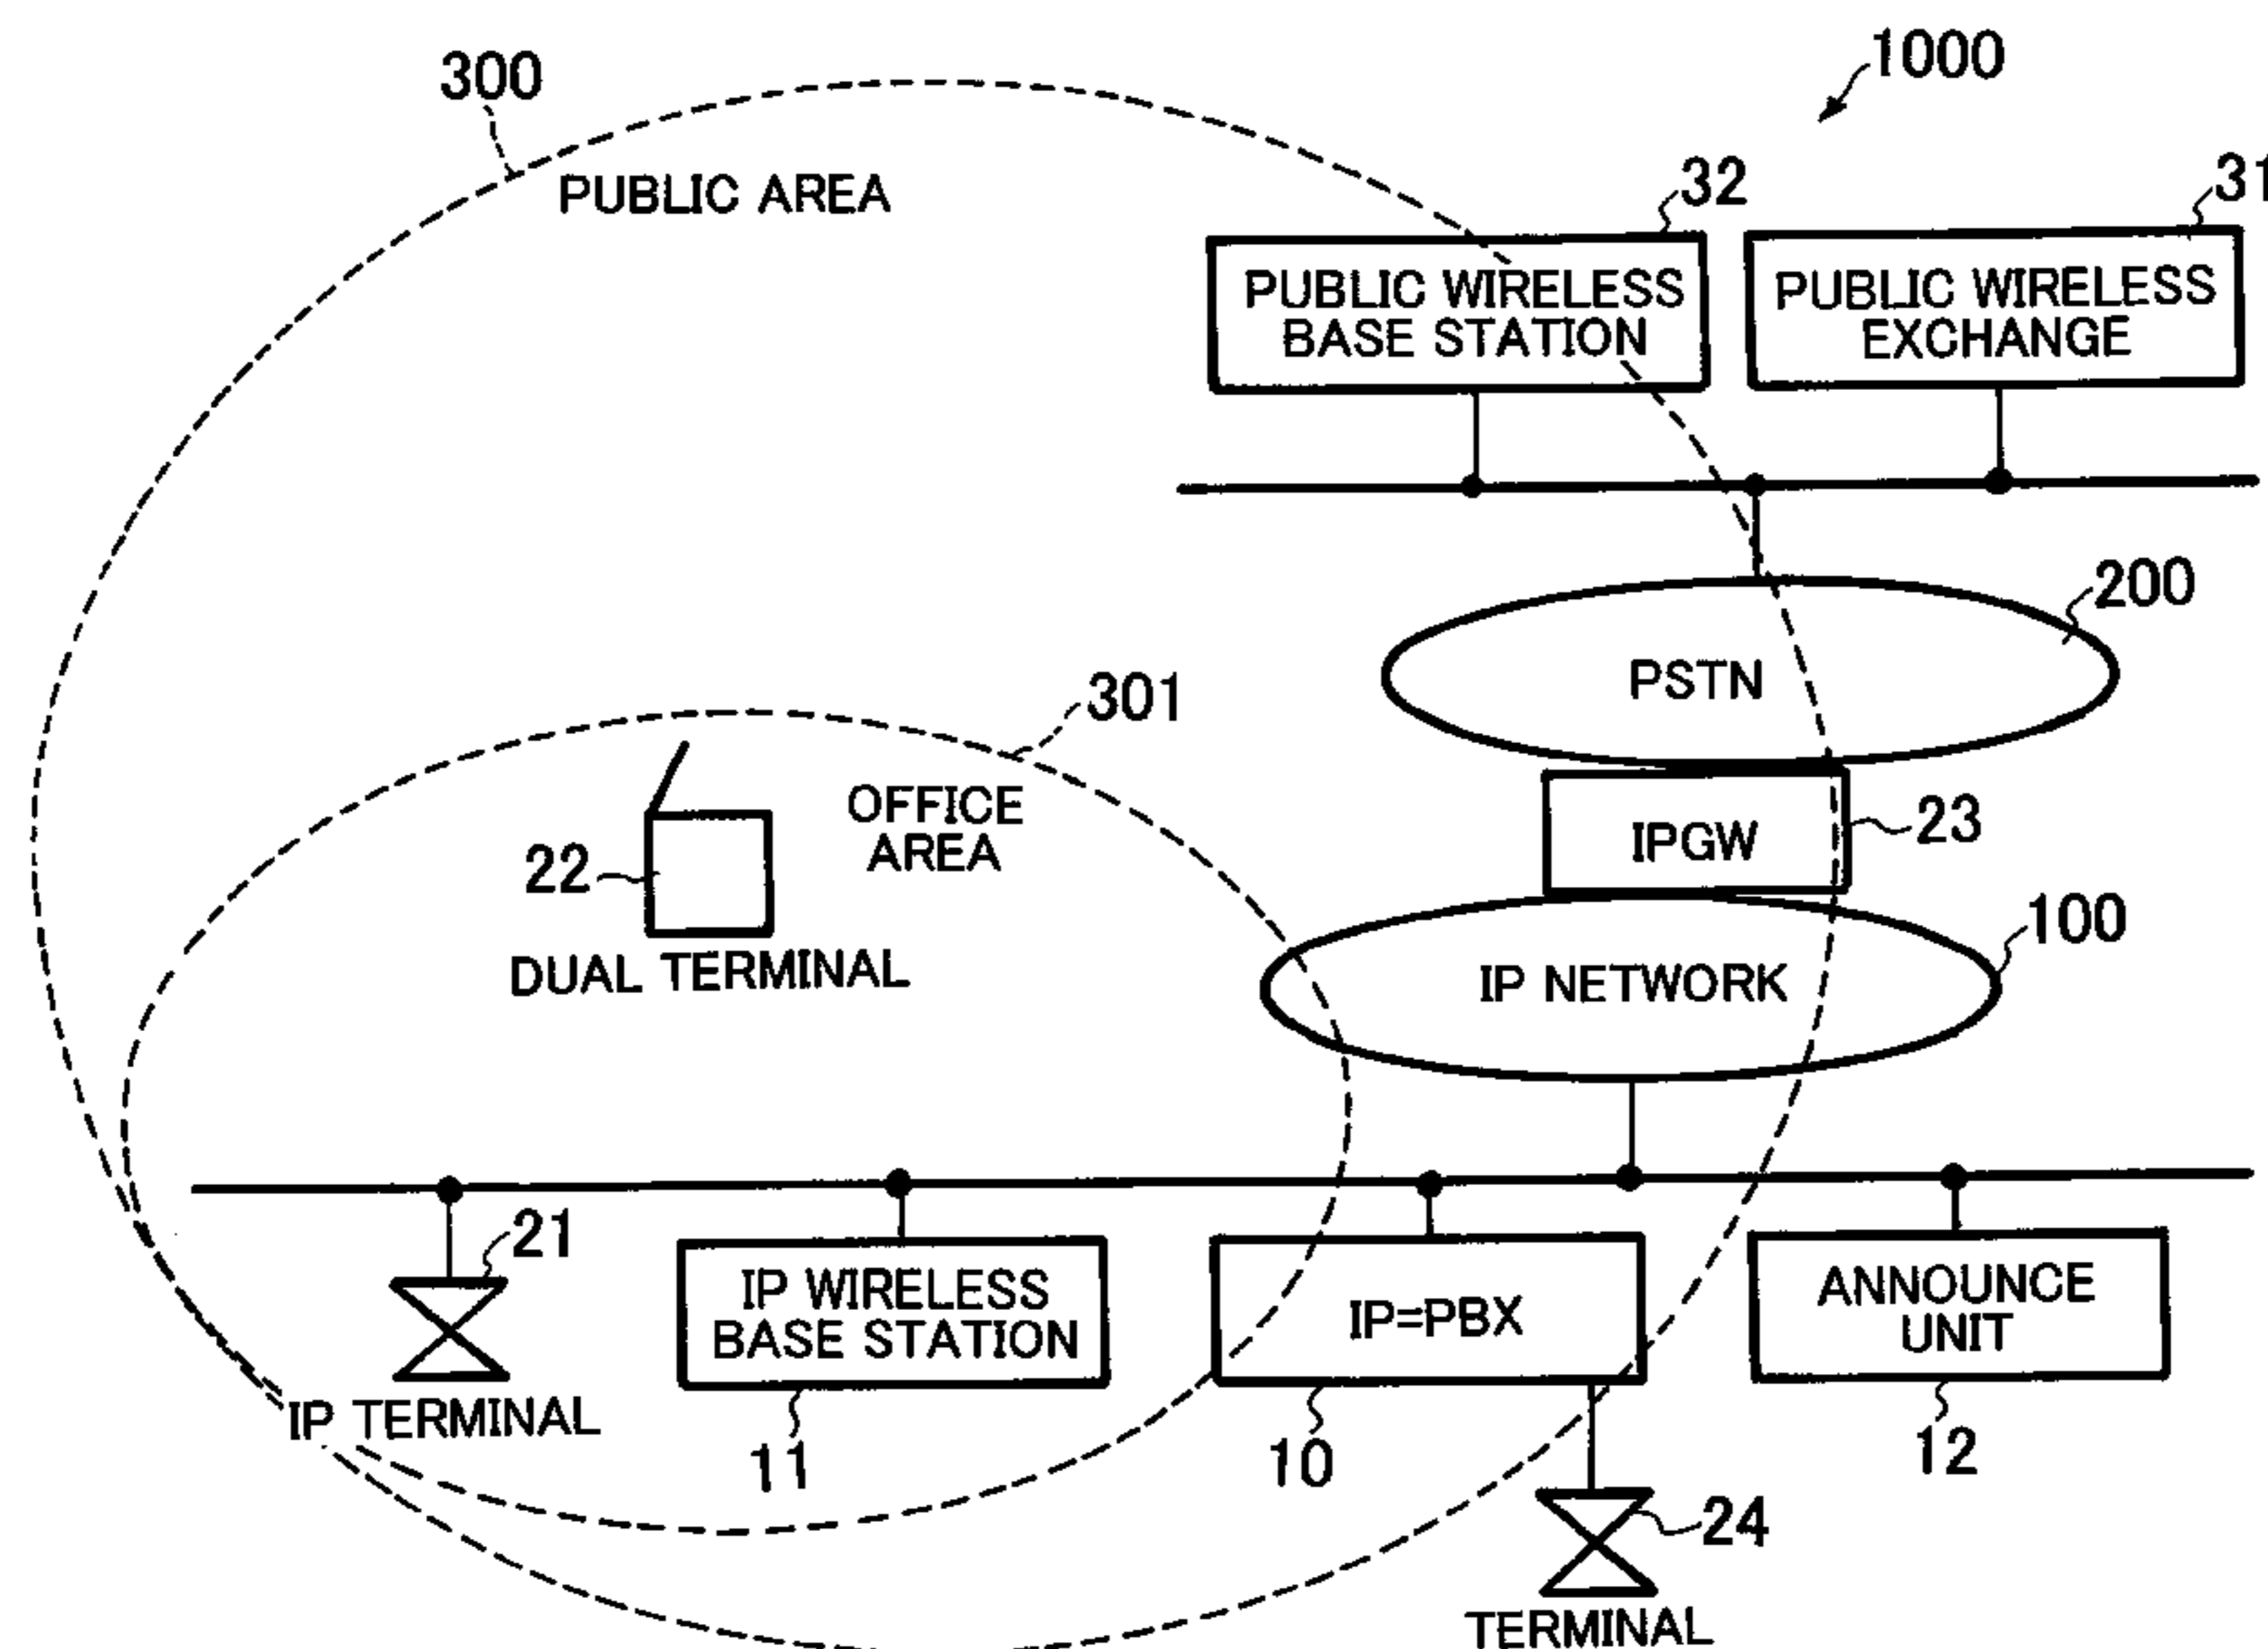 300
1000
PUBLIC AREA
32
31
PUBLIC WIRELESS
BASE STATION
PUBLIC WIRELESS
EXCHANGE
200
PSTN
301
OFFICE
AREA
22
DUAL TERMINAL
IPGW
23
100
IP NETWORK
21
IP TERMINAL
IP WIRELESS
BASE STATION
11
IP=PBX
10
ANNOUNCE
UNIT
12
24
TERMINAL